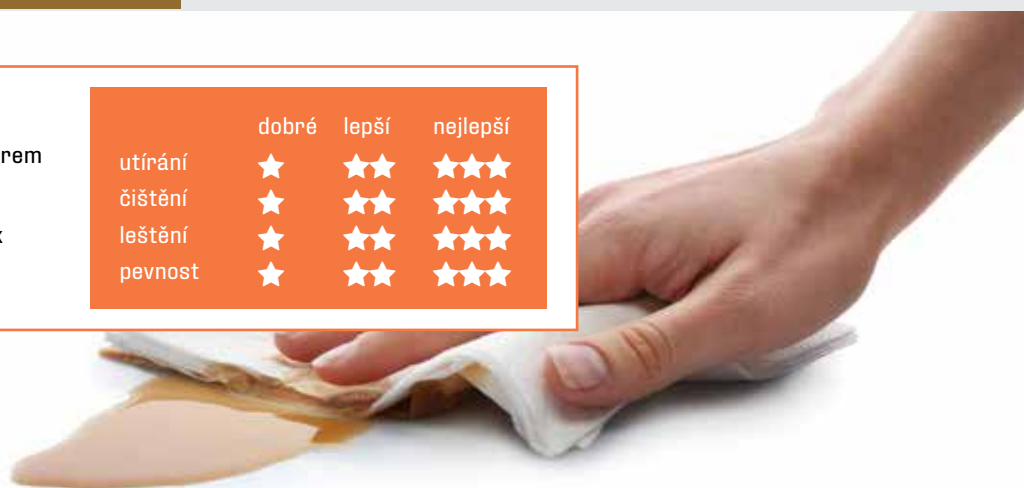 dobré lepší nejlepší
utírání ★ ★★ ★★★
čištění ★ ★★ ★★★
leštění ★ ★★ ★★★
pevnost ★ ★★ ★★★